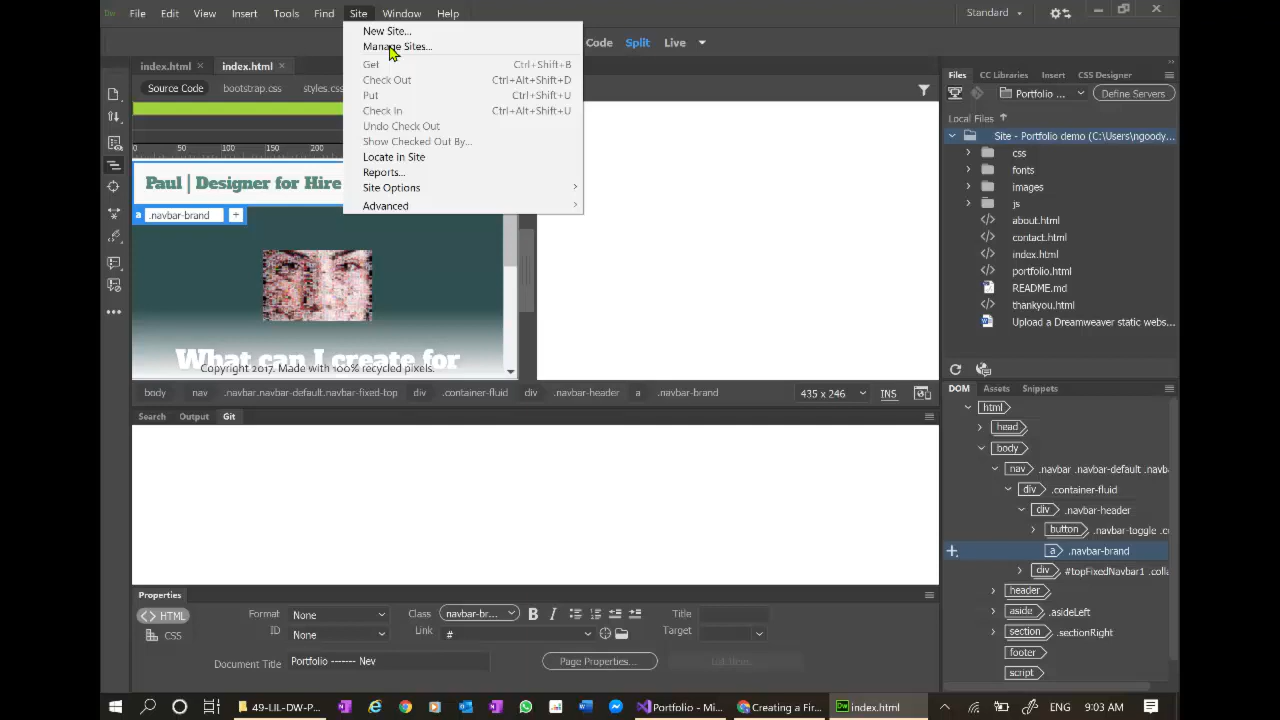 Dw File Edit View Insert Tools Find Site Window Help Standard
New Site...
Manage Sites...
Get Ctrl+Shift+B
Check Out Ctrl+Alt+Shift+D
Put Ctrl+Shift+U
Check In Ctrl+Alt+Shift+U
Undo Check Out
Show Checked Out By...
Locate in Site
Reports...
Site Options
Advanced
Code Split Live
index.html index.html
Source Code bootstrap.css styles.css
0 50 100 150 200
Paul | Designer for Hire
a .navbar-brand +
What can I create for
Copyright 2017. Made with 100% recycled pixels.
body nav .navbar.navbar-default.navbar-fixed-top div .container-fluid div .navbar-header a .navbar-brand 435 x 246 INS
Search Output Git
Properties
HTML
CSS
Format None
ID None
Class navbar-br...
Link #
B I
Title
Target
Document Title Portfolio ------- Nev
Page Properties...
List Item...
Files CC Libraries Insert CSS Designer
Portfolio ... Define Servers
Local Files
Site - Portfolio demo (C:\Users\ngoody...
css
fonts
images
js
about.html
contact.html
index.html
portfolio.html
README.md
thankyou.html
Upload a Dreamweaver static webs...
DOM Assets Snippets
html
head
body
nav .navbar .navbar-default .navba
div .container-fluid
div .navbar-header
button .navbar-toggle .co
a .navbar-brand
div #topFixedNavbar1 .colla
header
aside .asideLeft
section .sectionRight
footer
script
49-LIL-DW-P... Portfolio - Mi... Creating a Fir... Dw index.html 9:03 AM